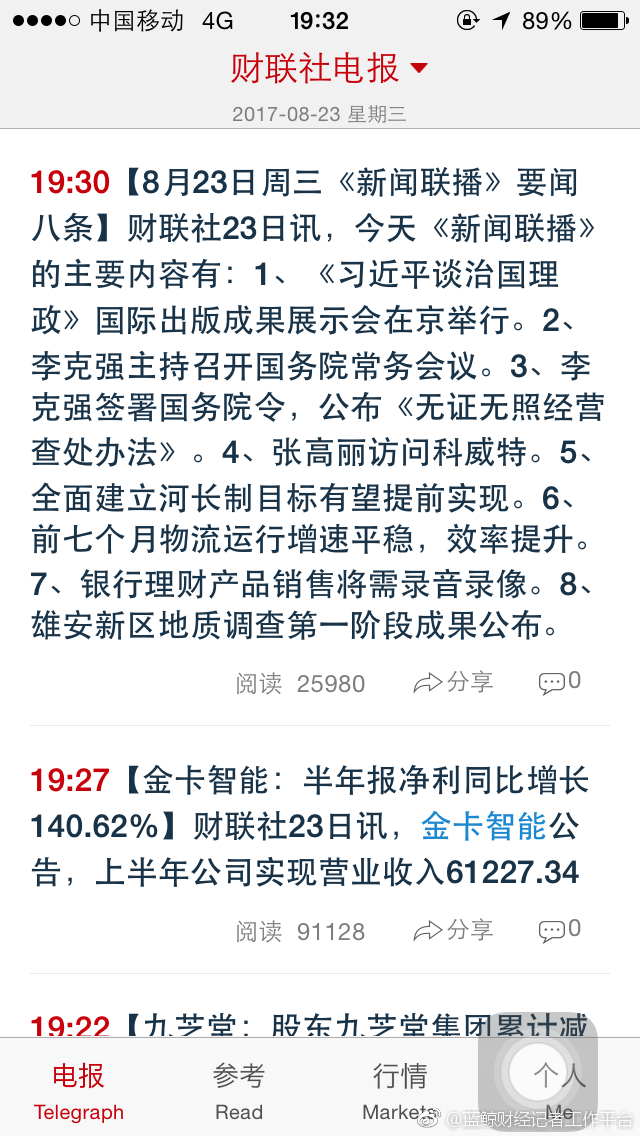 中国移动 4G 19:32 89%
财联社电报
2017-08-23 星期三
19:30【8月23日周三《新闻联播》要闻
八条】财联社23日讯，今天《新闻联播》
的主要内容有：1、《习近平谈治国理
政》国际出版成果展示会在京举行。2、
李克强主持召开国务院常务会议。3、李
克强签署国务院令，公布《无证无照经营
查处办法》。4、张高丽访问科威特。5、
全面建立河长制目标有望提前实现。6、
前七个月物流运行增速平稳，效率提升。
7、银行理财产品销售将需录音录像。8、
雄安新区地质调查第一阶段成果公布。
阅读 25980 分享 0
19:27【金卡智能：半年报净利同比增长
140.62%】财联社23日讯，金卡智能公
告，上半年公司实现营业收入61227.34
阅读 91128 分享 0
19:22【九芝堂：股东九芝堂集团累计减
电报 参考 行情 个人
Telegraph Read Markets Me
@蓝鲸财经记者工作平台